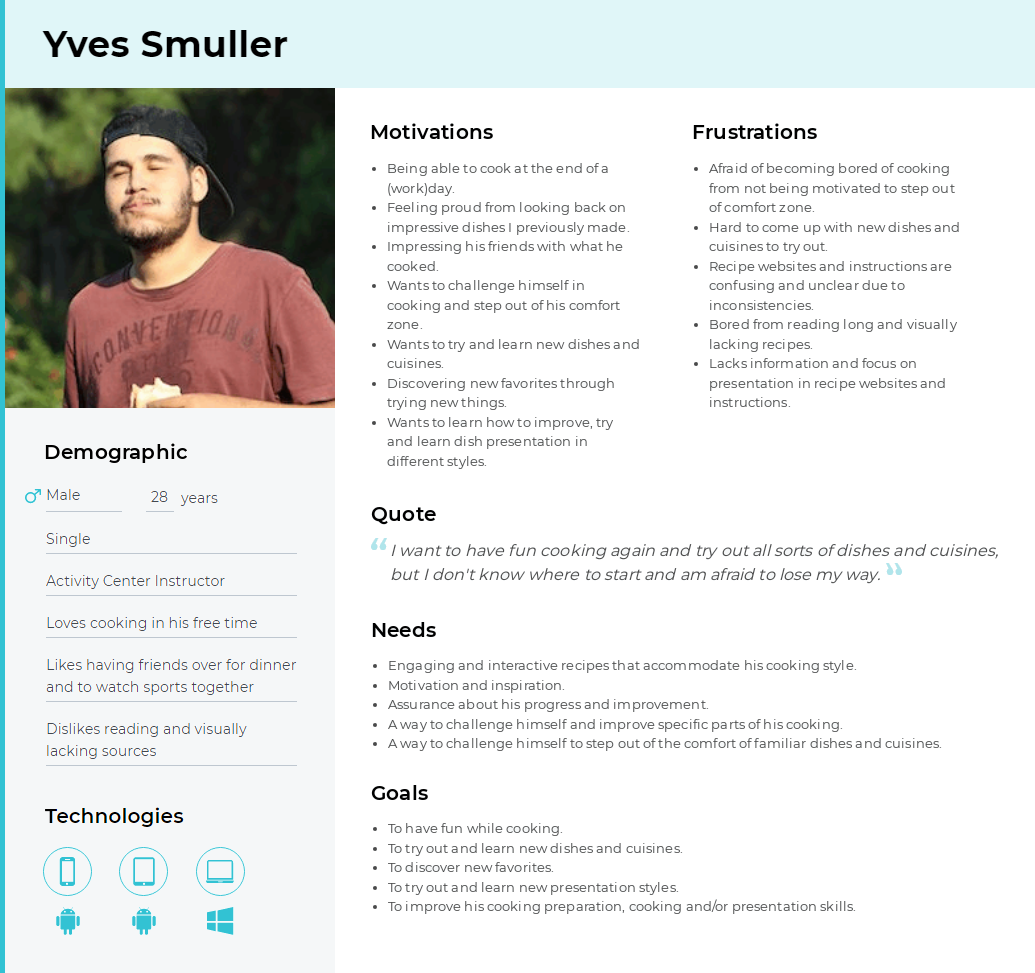 Yves Smuller
UNCONVENTIONAL
Demographic
Male 28 years
Single
Activity Center Instructor
Loves cooking in his free time
Likes having friends over for dinner
and to watch sports together
Dislikes reading and visually
lacking sources
Technologies
Motivations
• Being able to cook at the end of a
(work)day.
• Feeling proud from looking back on
impressive dishes I previously made.
• Impressing his friends with what he
cooked.
• Wants to challenge himself in
cooking and step out of his comfort
zone.
• Wants to try and learn new dishes and
cuisines.
• Discovering new favorites through
trying new things.
• Wants to learn how to improve, try
and learn dish presentation in
different styles.
Frustrations
• Afraid of becoming bored of cooking
from not being motivated to step out
of comfort zone.
• Hard to come up with new dishes and
cuisines to try out.
• Recipe websites and instructions are
confusing and unclear due to
inconsistencies.
• Bored from reading long and visually
lacking recipes.
• Lacks information and focus on
presentation in recipe websites and
instructions.
Quote
“ I want to have fun cooking again and try out all sorts of dishes and cuisines,
but I don't know where to start and am afraid to lose my way. ”
Needs
• Engaging and interactive recipes that accommodate his cooking style.
• Motivation and inspiration.
• Assurance about his progress and improvement.
• A way to challenge himself and improve specific parts of his cooking.
• A way to challenge himself to step out of the comfort of familiar dishes and cuisines.
Goals
• To have fun while cooking.
• To try out and learn new dishes and cuisines.
• To discover new favorites.
• To try out and learn new presentation styles.
• To improve his cooking preparation, cooking and/or presentation skills.